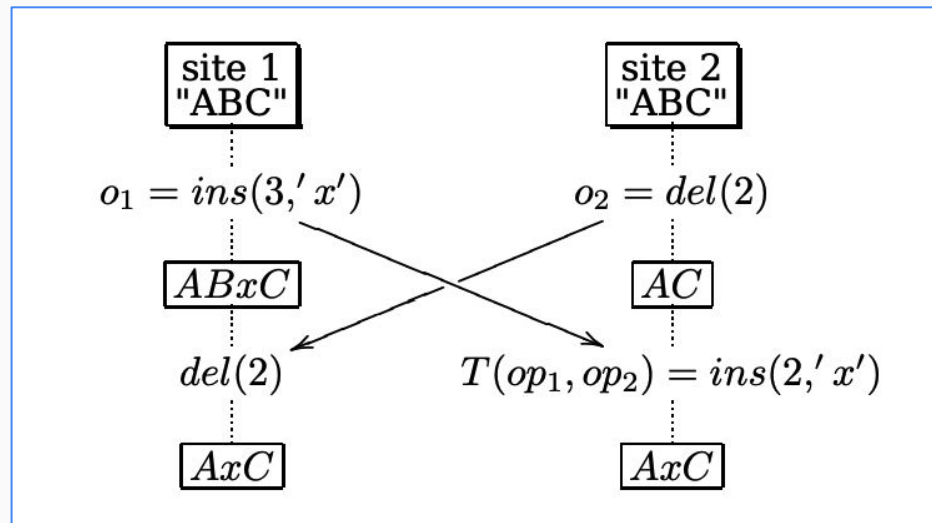 site 1
"ABC"
site 2
"ABC"
o₁ = ins(3,' x')
o₂ = del(2)
ABxC
AC
del(2)
T(op₁, op₂) = ins(2,' x')
AxC
AxC